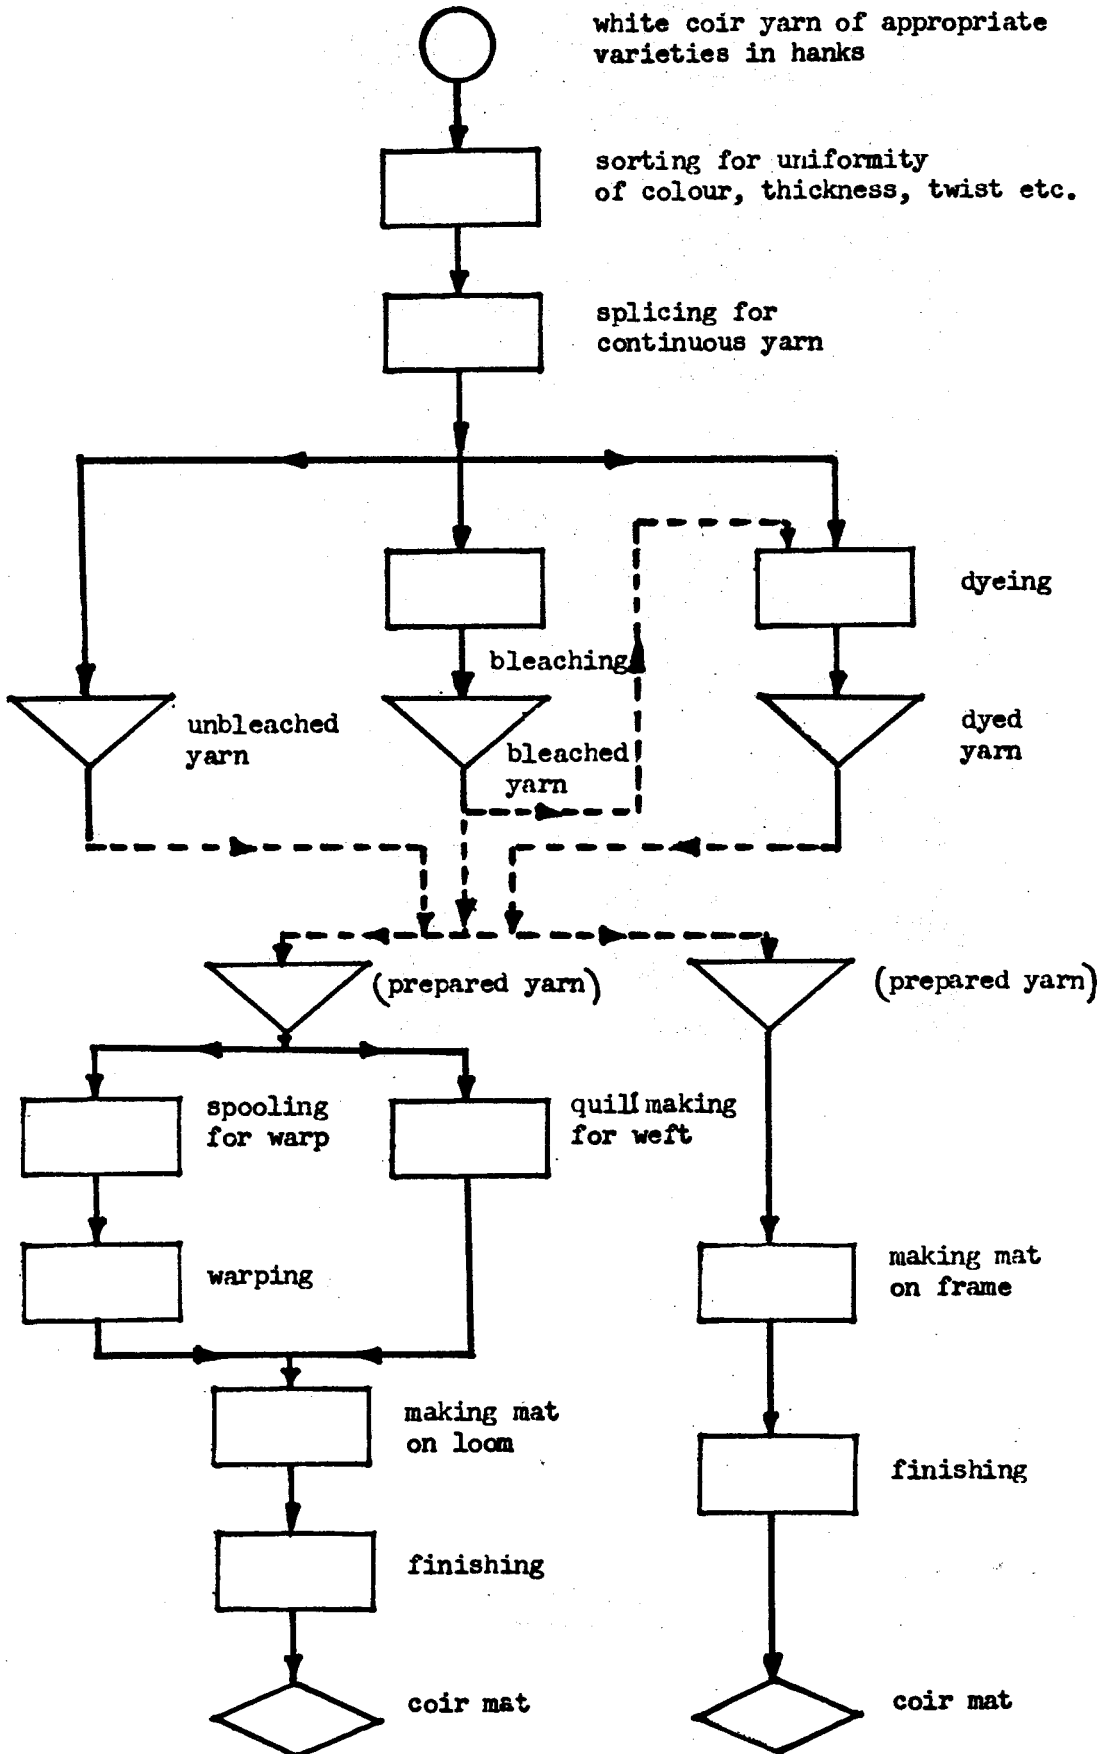 white coir yarn of appropriate
varieties in hanks
sorting for uniformity
of colour, thickness, twist etc.
splicing for
continuous yarn
dyeing
bleaching
unbleached
yarn
bleached
yarn
dyed
yarn
(prepared yarn)
(prepared yarn)
spooling
for warp
quill making
for weft
warping
making mat
on frame
making mat
on loom
finishing
finishing
coir mat
coir mat